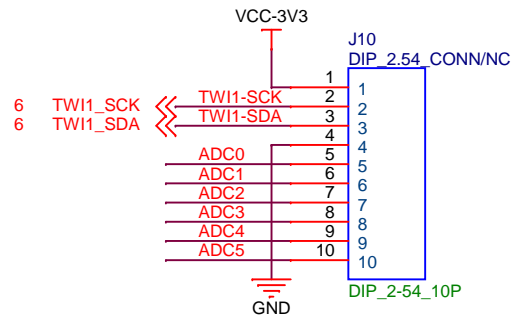 VCC-3V3
J10
DIP_2.54_CONN/NC
1 1
6 TWI1_SCK TWI1-SCK 2 2
6 TWI1_SDA TWI1-SDA 3 3
4 4
ADC0 5 5
ADC1 6 6
ADC2 7 7
ADC3 8 8
ADC4 9 9
ADC5 10 10
DIP_2-54_10P
GND